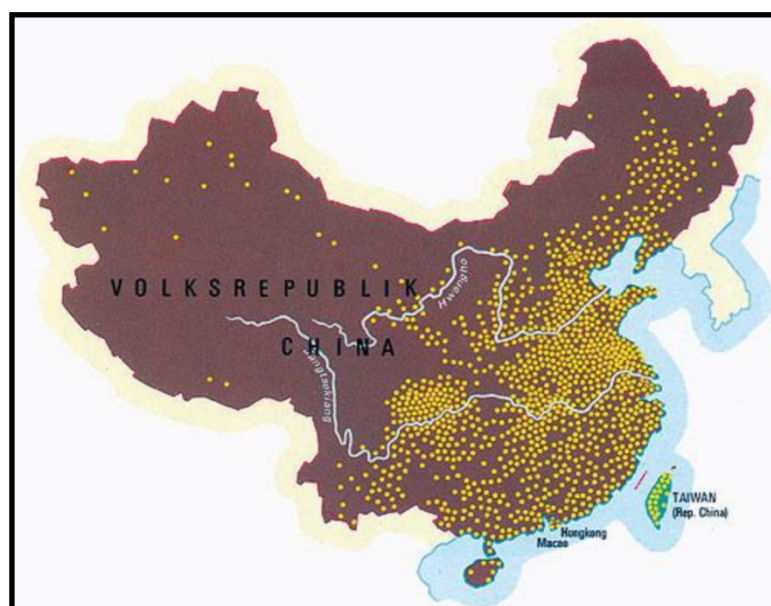 VOLKSREPUBLIK
CHINA
Hwangho
Jangtsekiang
TAIWAN
(Rep. China)
Hongkong
Macao